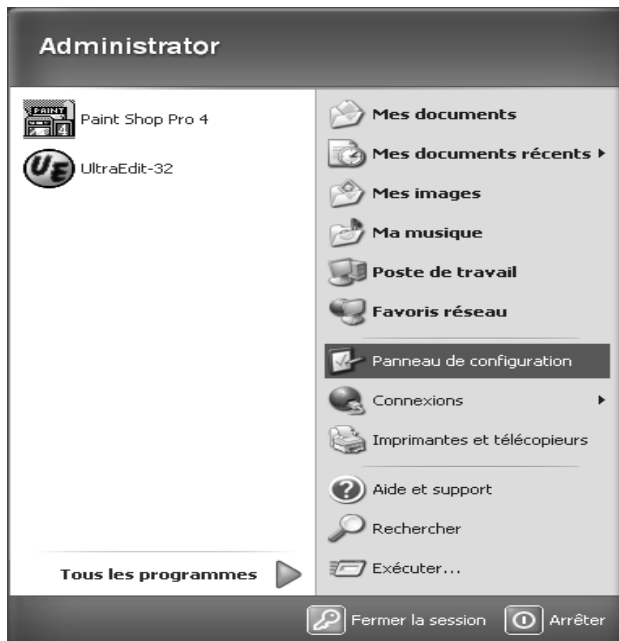 Administrator
Paint Shop Pro 4
UltraEdit-32
Tous les programmes
Mes documents
Mes documents récents
Mes images
Ma musique
Poste de travail
Favoris réseau
Panneau de configuration
Connexions
Imprimantes et télécopieurs
Aide et support
Rechercher
Exécuter...
Fermer la session
Arrêter